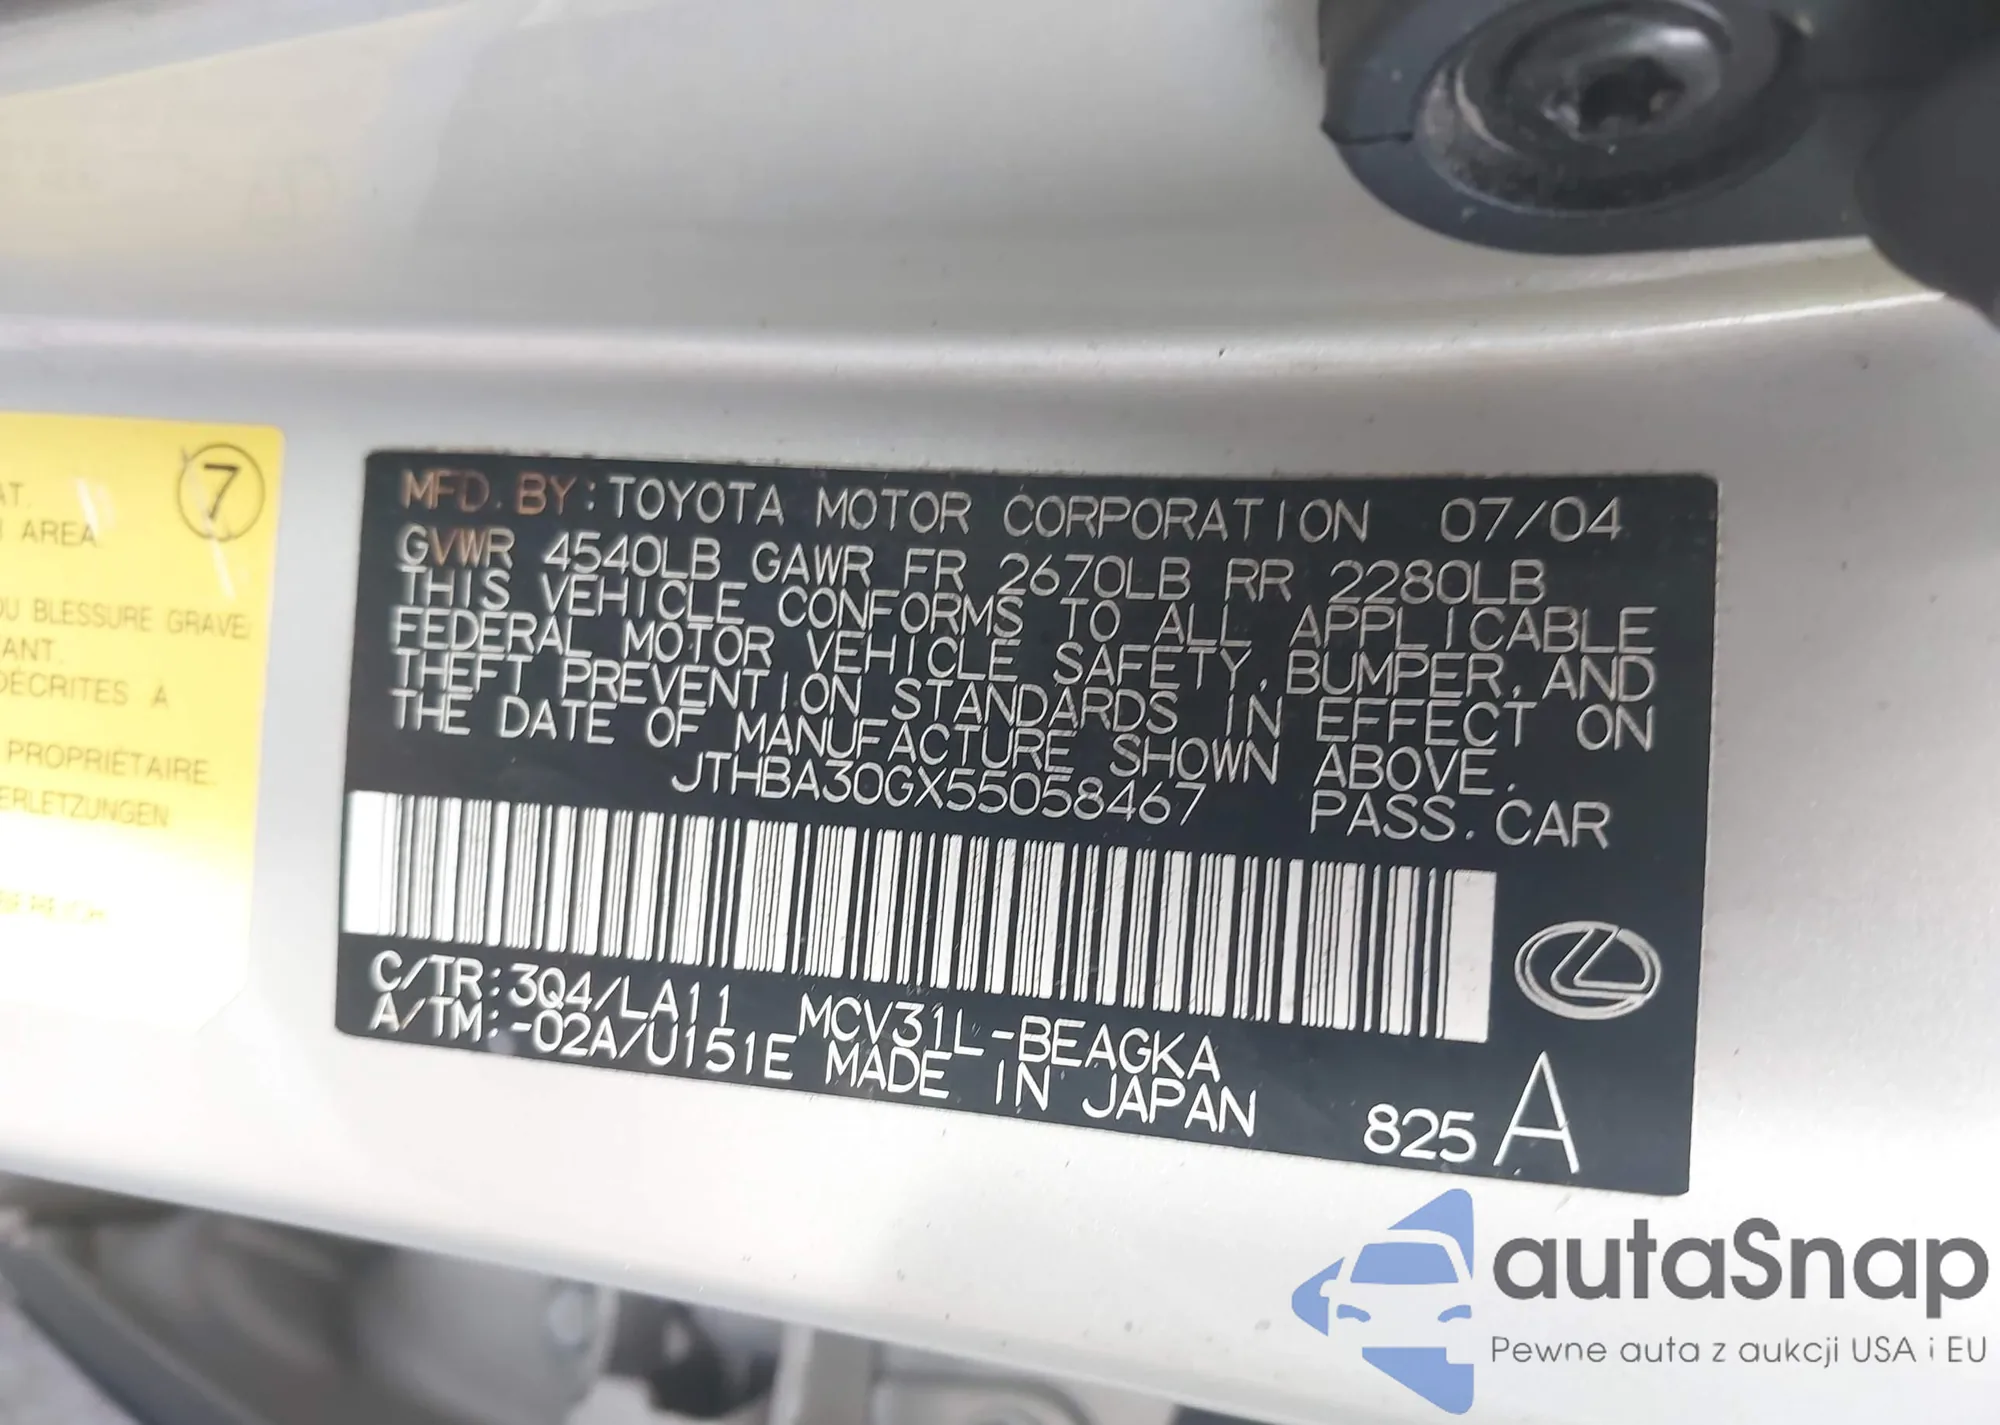 7
AT.
AREA
OU BLESSURE GRAVE
ANT.
DÉCRITES À
PROPRIÉTAIRE.
ERLETZUNGEN
MFD. BY: TOYOTA MOTOR CORPORATION 07/04
GVWR 4540LB GAWR FR 2670LB RR 2280LB
THIS VEHICLE CONFORMS TO ALL APPLICABLE
FEDERAL MOTOR VEHICLE SAFETY, BUMPER, AND
THEFT PREVENTION STANDARDS IN EFFECT ON
THE DATE OF MANUFACTURE SHOWN ABOVE.
JTHBA30GX55058467 PASS. CAR
C/TR: 3Q4/LA11 MCV31L-BEAGKA
A/TM: -02A/U151E MADE IN JAPAN
825 A
autaSnap
Pewne auta z aukcji USA i EU